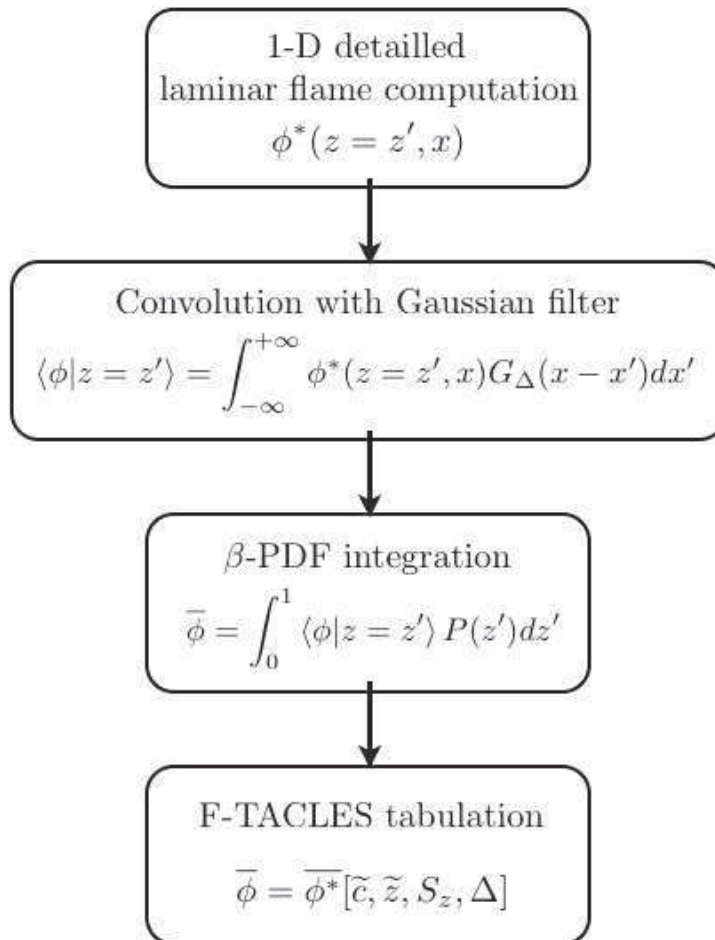 1-D detailled
laminar flame computation
ϕ*(z = z′, x)
Convolution with Gaussian filter
⟨ϕ|z = z′⟩ = ∫_{−∞}^{+∞} ϕ*(z = z′, x)G_Δ(x − x′)dx′
β-PDF integration
ϕ̅ = ∫_0^1 ⟨ϕ|z = z′⟩ P(z′)dz′
F-TACLES tabulation
ϕ̅ = \overline{ϕ*}[c̃, z̃, S_z, Δ]